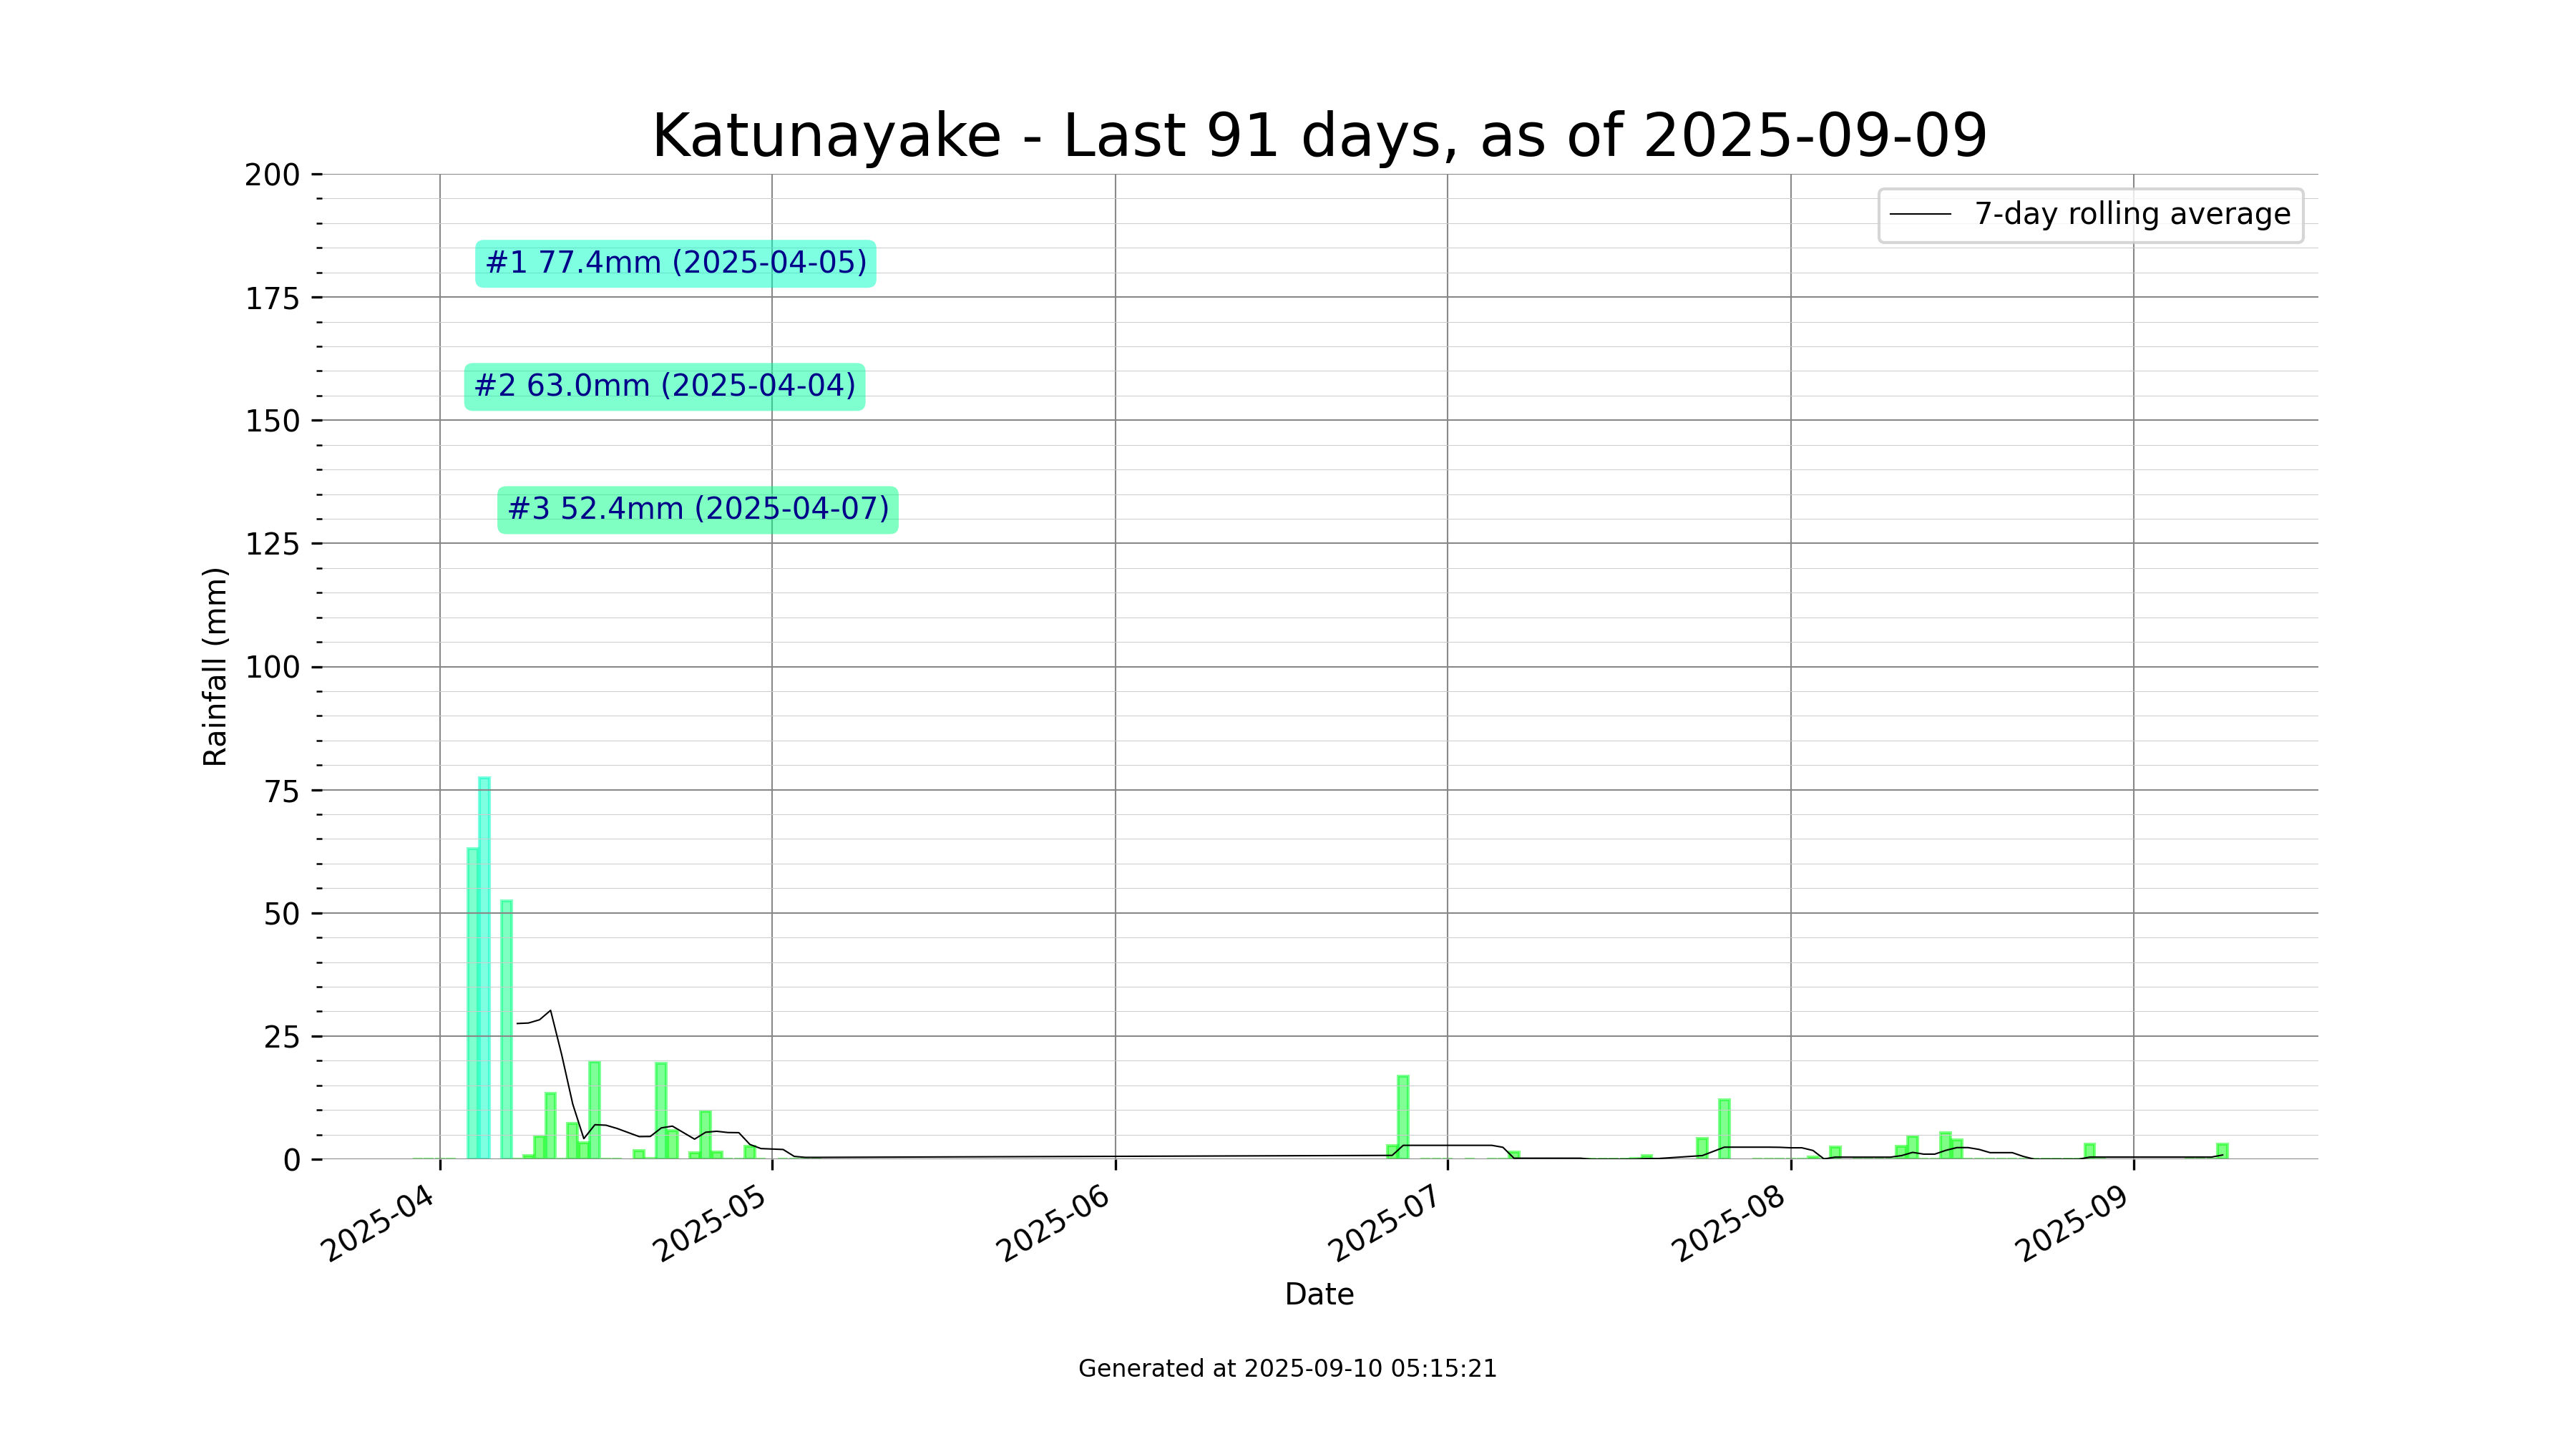 Katunayake - Last 91 days, as of 2025-09-09
7-day rolling average
#1 77.4mm (2025-04-05)
#2 63.0mm (2025-04-04)
#3 52.4mm (2025-04-07)
Rainfall (mm)
200
175
150
125
100
75
50
25
0
2025-04
2025-05
2025-06
2025-07
2025-08
2025-09
Date
Generated at 2025-09-10 05:15:21